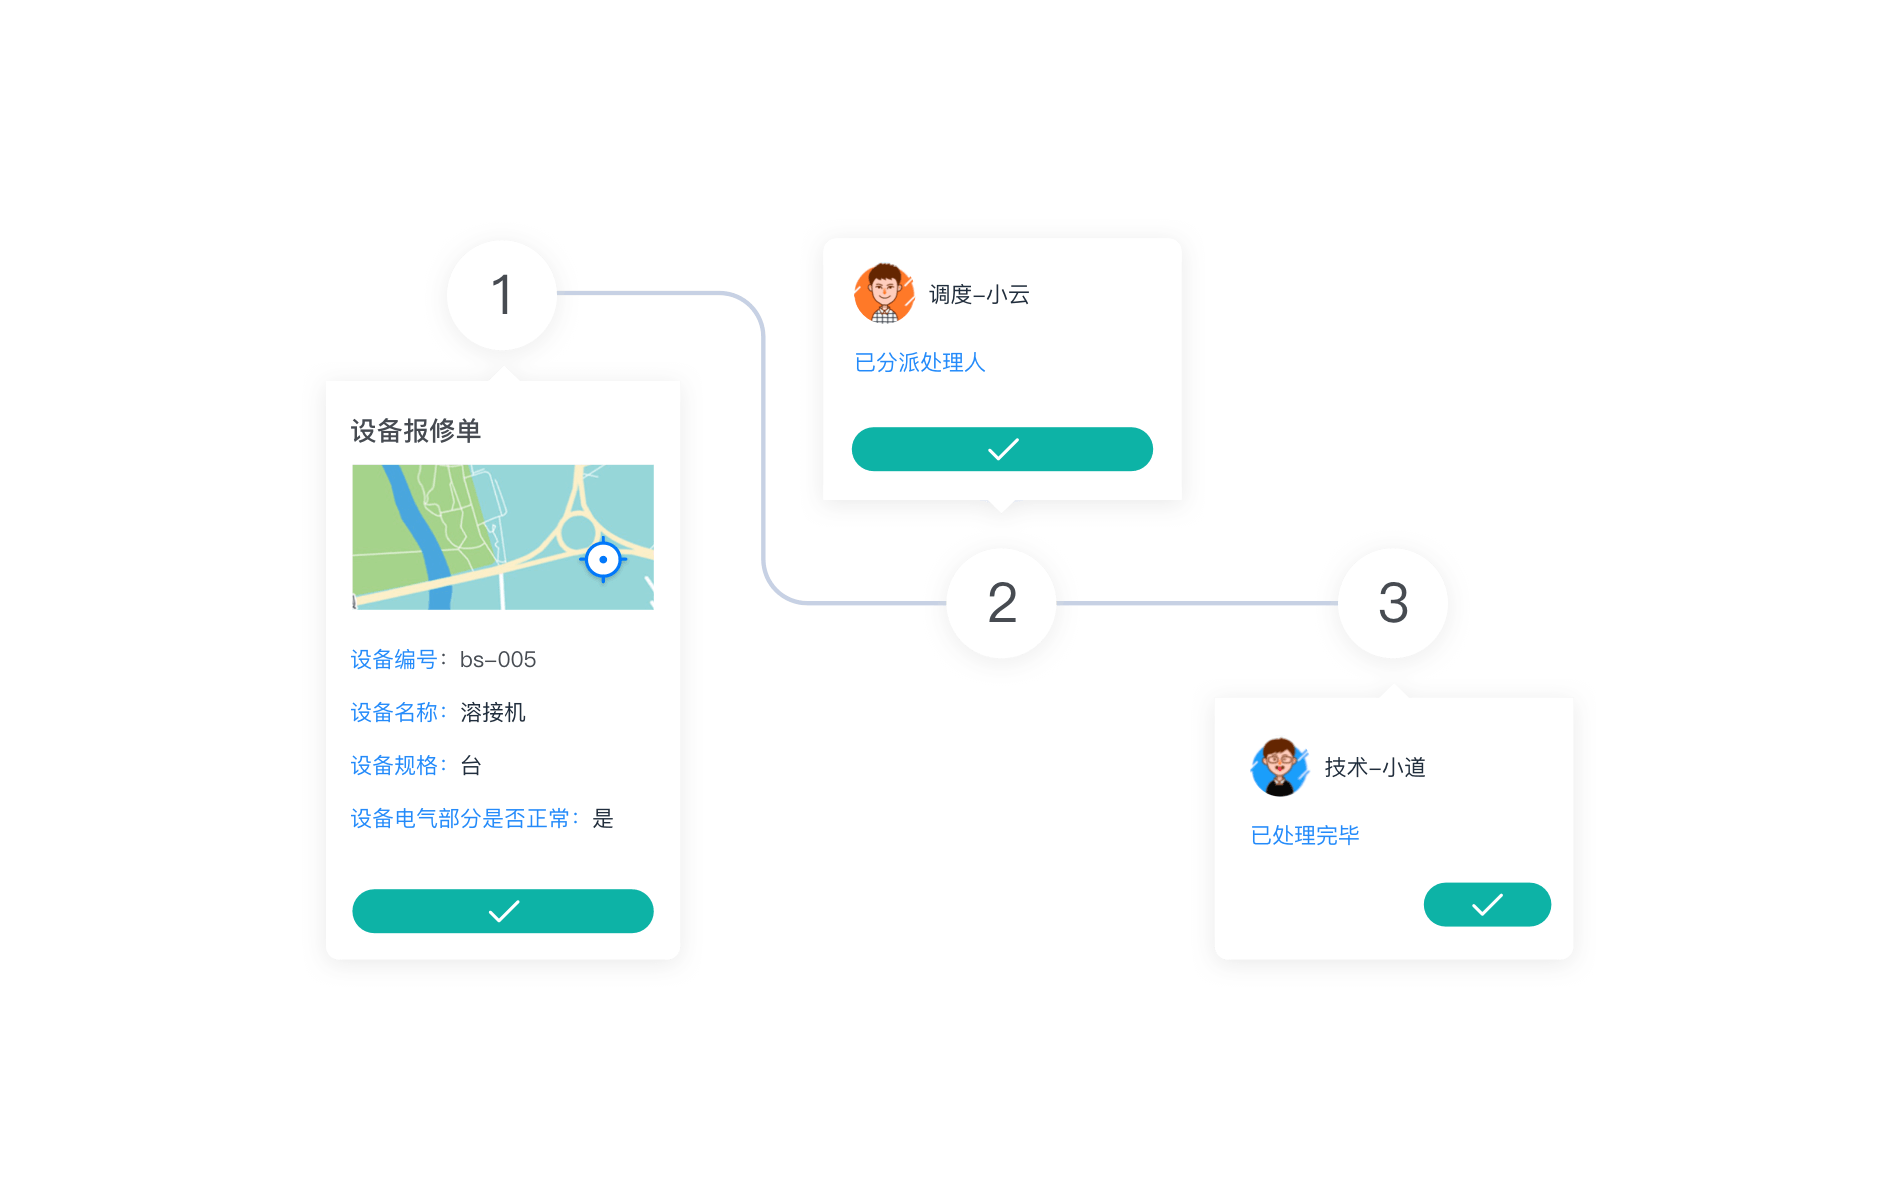 1
设备报修单
设备编号：bs-005
设备名称：溶接机
设备规格：台
设备电气部分是否正常：是
调度-小云
已分派处理人
2
3
技术-小道
已处理完毕